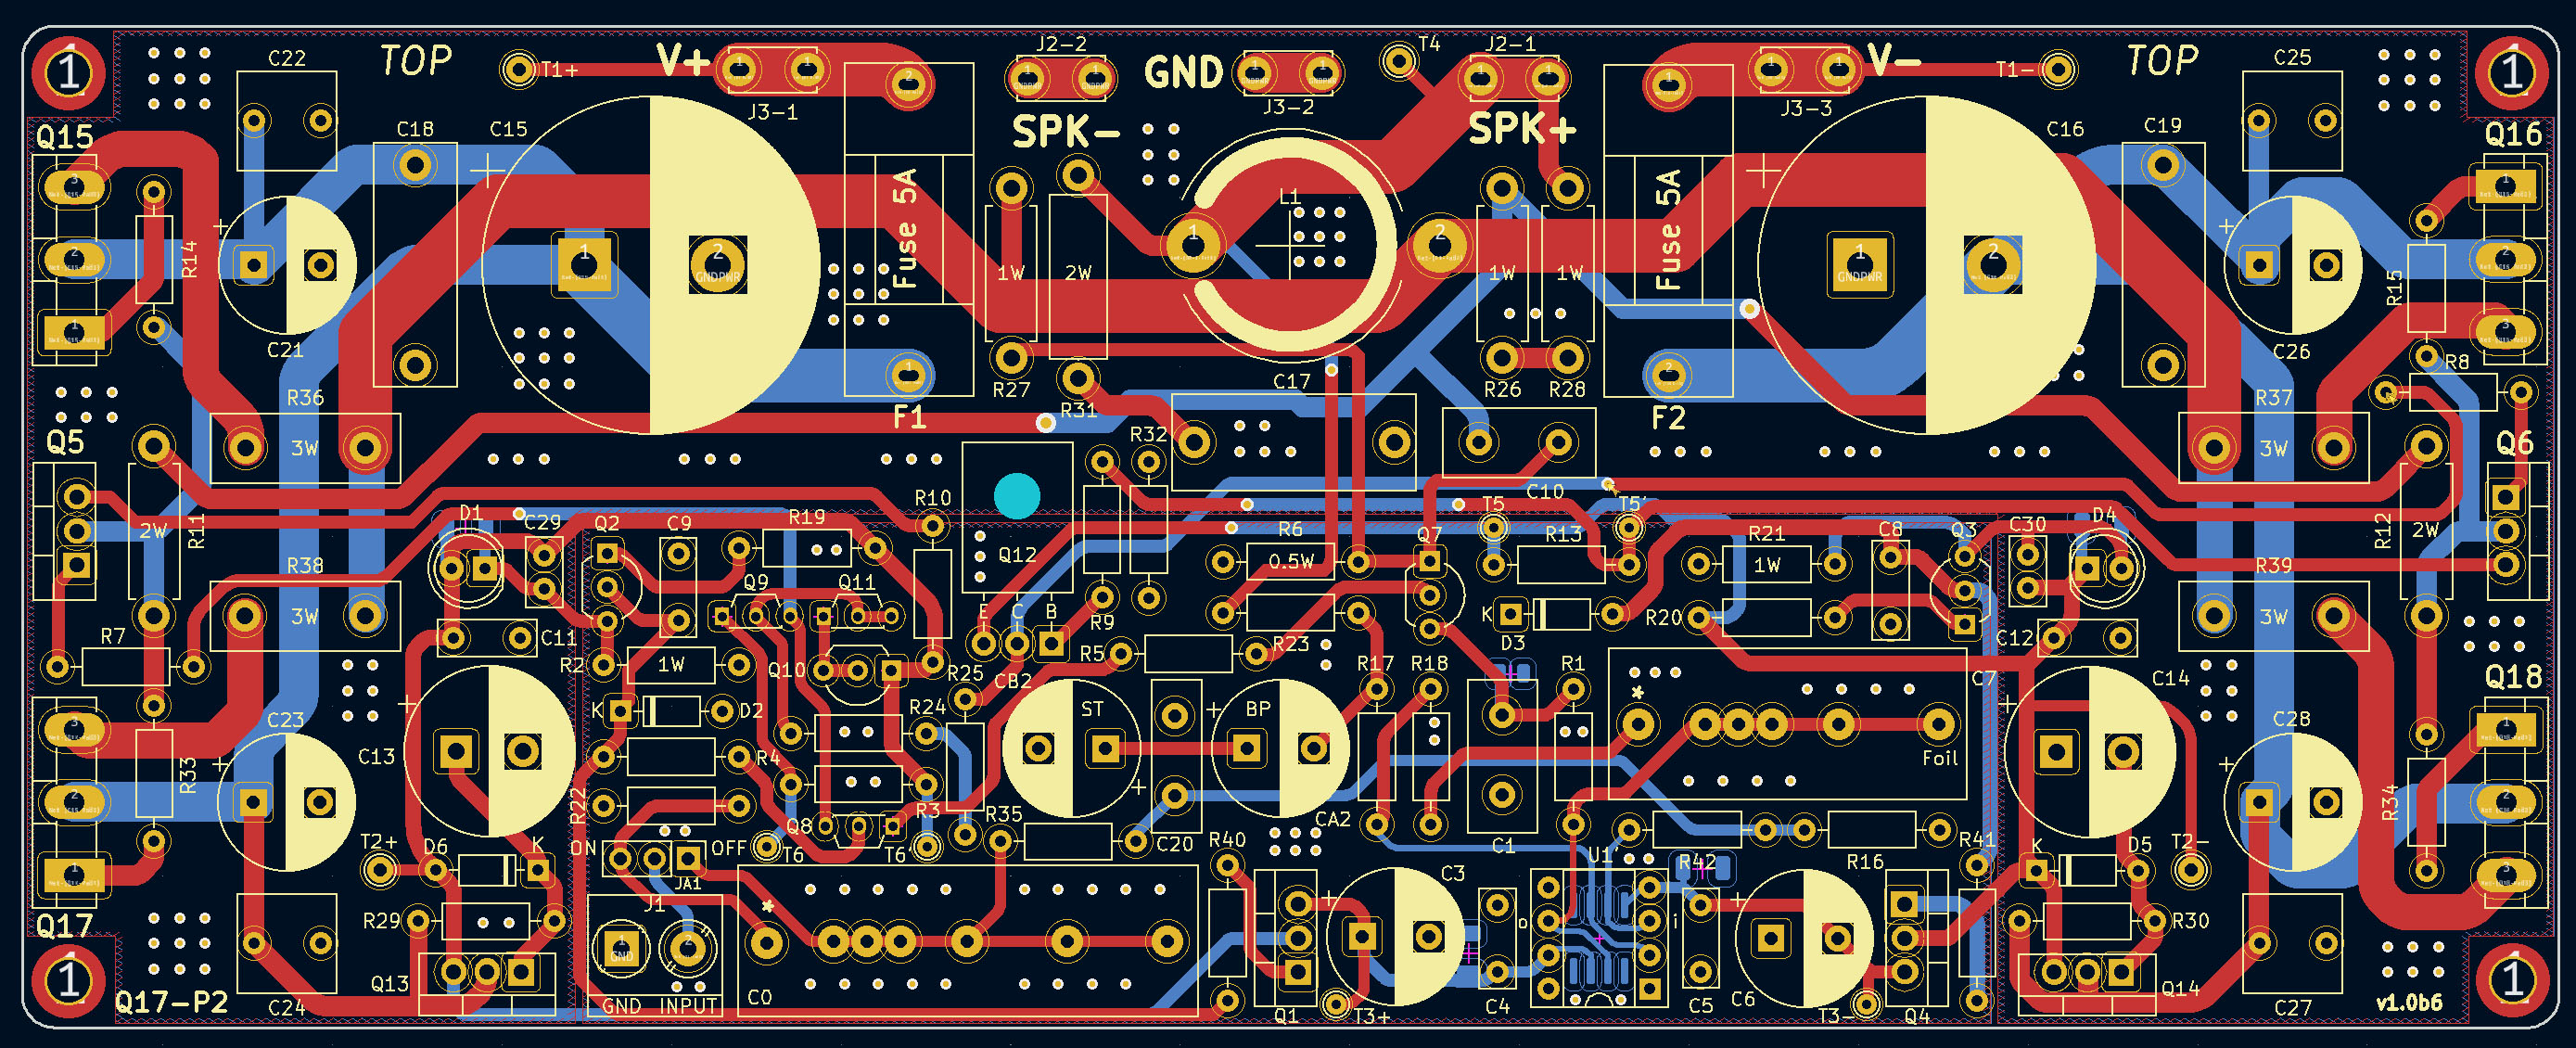 C22
TOP
T1+
V+
J3-1
J2-2
GND
J3-2
T4
J2-1
J3-3
V-
T1-
TOP
C25
1
1
Q15
C18
C15
SPK-
SPK+
C16
C19
Q16
R14
Fuse 5A
L1
Fuse 5A
R15
1W
2W
1W
1W
C21
C26
R27
R31
C17
R26
R28
R8
R36
F1
F2
R37
Q5
3W
R32
3W
Q6
R10
C10
D1
C29
Q2
C9
R19
Q12
R6
T5
T5'
R13
Q7
R21
C8
Q3
C30
D4
2W
R11
0.5W
1W
R12
2W
R38
R39
Q9
Q11
E
C
B
K
R20
3W
R9
R23
D3
3W
R7
C11
R2
1W
Q10
R5
R17
R18
R1
C12
C7
Q18
R25
CB2
C23
K
D2
R24
ST
BP
C14
C28
C13
R4
Foil
R33
R22
R3
R35
CA2
R34
Q8
ON
OFF
T6
T6'
C20
R40
C1
U1'
R41
T2+
D6
K
JA1
R42
R16
K
D5
T2-
C3
J1
R29
o
i
R30
Q17
GND
Q13
Q14
Q17-P2
GND
INPUT
C0
C4
C5
C6
v1.0b6
C24
Q1
T3+
T3-
Q4
C27
1
1